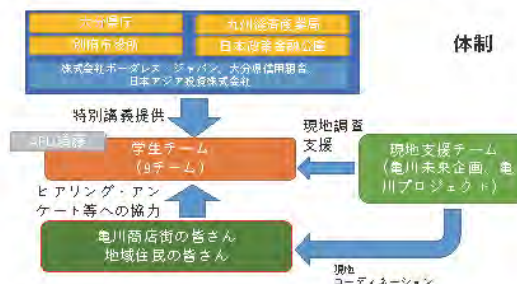 体制
大分県庁
九州経済産業局
別府市役所
日本政策金融公庫
株式会社ボーダレス・ジャパン、大分県信用組合
日本アジア投資株式会社
特別講義提供
現地調査
支援
学生チーム
(9チーム)
現地支援チーム
(亀川未来企画、亀
川プロジェクト)
ヒアリング・アン
ケート等への協力
亀川商店街の皆さん
地域住民の皆さん
現地
コーディネーション